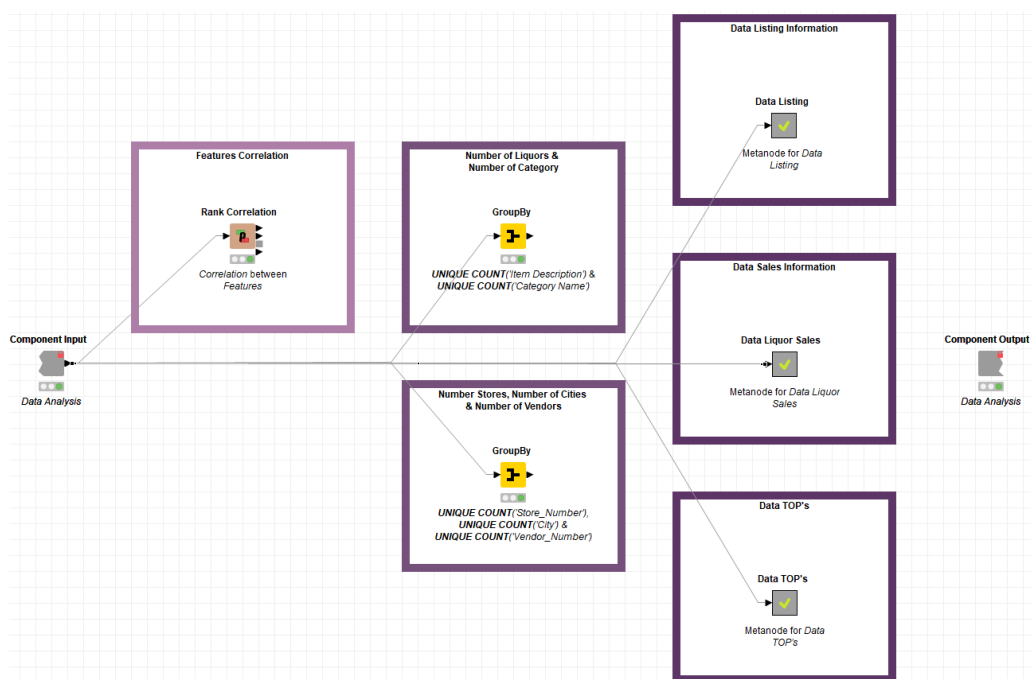 Component Input
Data Analysis
Features Correlation
Rank Correlation
Correlation between
Features
Number of Liquors &
Number of Category
GroupBy
UNIQUE COUNT('Item Description') &
UNIQUE COUNT('Category Name')
Number Stores, Number of Cities
& Number of Vendors
GroupBy
UNIQUE COUNT('Store_Number'),
UNIQUE COUNT('City') &
UNIQUE COUNT('Vendor_Number')
Data Listing Information
Data Listing
Metanode for Data
Listing
Data Sales Information
Data Liquor Sales
Metanode for Data Liquor
Sales
Data TOP's
Data TOP's
Metanode for Data
TOP's
Component Output
Data Analysis